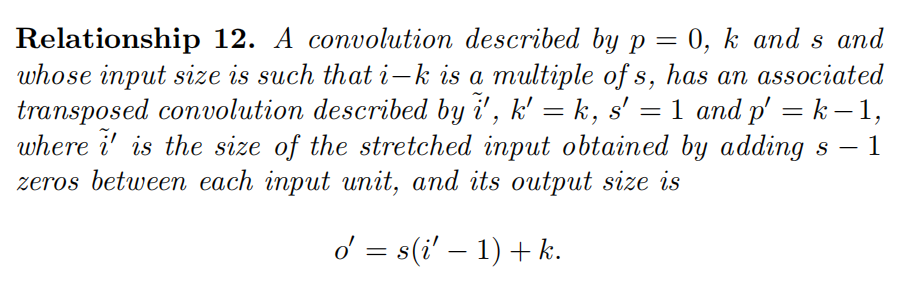 Relationship 12. A convolution described by p = 0, k and s and
whose input size is such that i−k is a multiple of s, has an associated
transposed convolution described by ĩ′, k′ = k, s′ = 1 and p′ = k−1,
where ĩ′ is the size of the stretched input obtained by adding s − 1
zeros between each input unit, and its output size is
o′ = s(i′ − 1) + k.